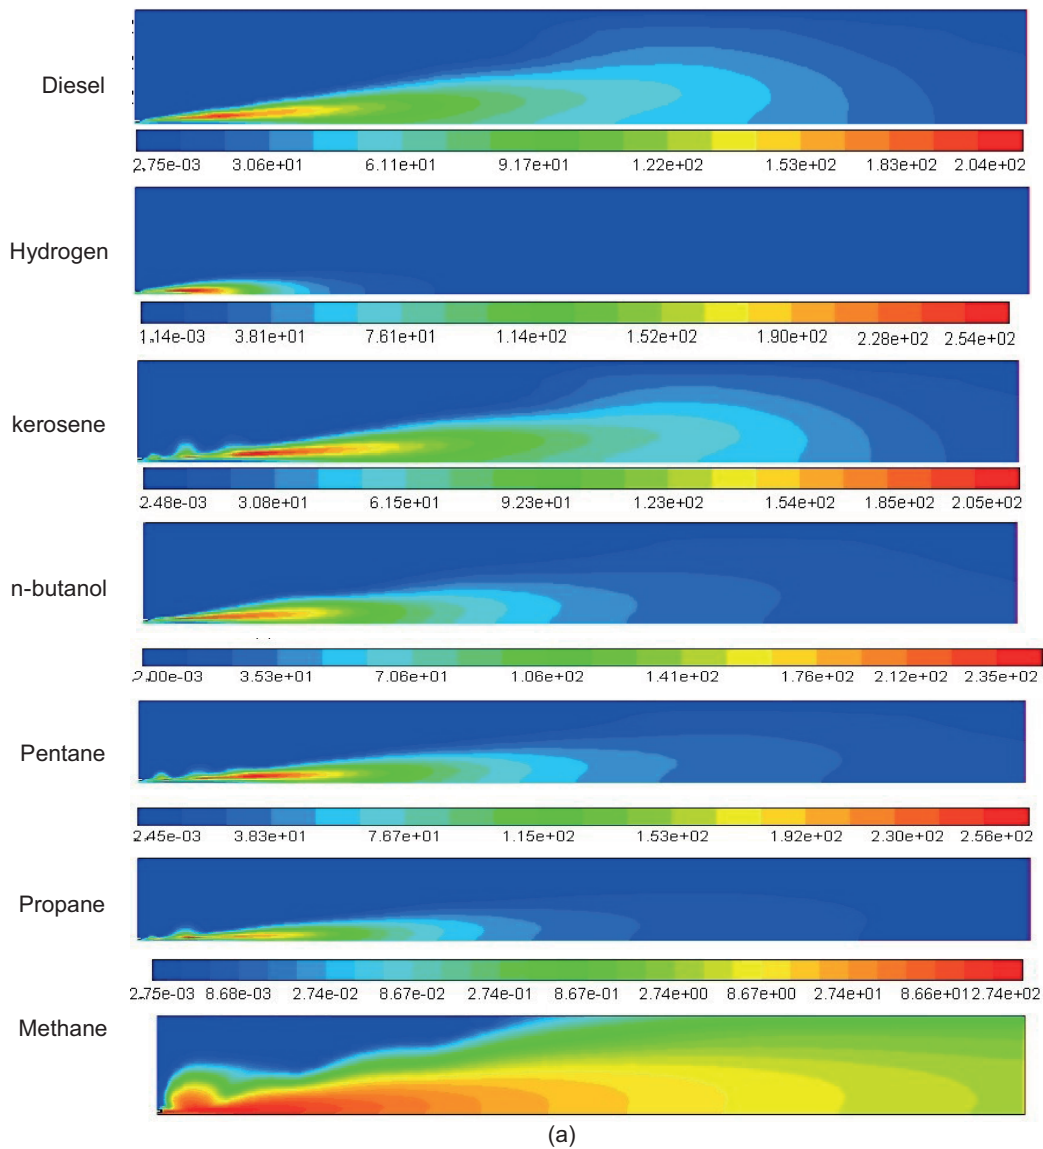 Diesel
2.75e-03 3.06e+01 6.11e+01 9.17e+01 1.22e+02 1.53e+02 1.83e+02 2.04e+02
Hydrogen
1.14e-03 3.81e+01 7.61e+01 1.14e+02 1.52e+02 1.90e+02 2.28e+02 2.54e+02
kerosene
2.48e-03 3.08e+01 6.15e+01 9.23e+01 1.23e+02 1.54e+02 1.85e+02 2.05e+02
n-butanol
2.00e-03 3.53e+01 7.06e+01 1.06e+02 1.41e+02 1.76e+02 2.12e+02 2.35e+02
Pentane
2.45e-03 3.83e+01 7.67e+01 1.15e+02 1.53e+02 1.92e+02 2.30e+02 2.56e+02
Propane
2.75e-03 8.68e-03 2.74e-02 8.67e-02 2.74e-01 8.67e-01 2.74e+00 8.67e+00 2.74e+01 8.66e+01 2.74e+02
Methane
(a)